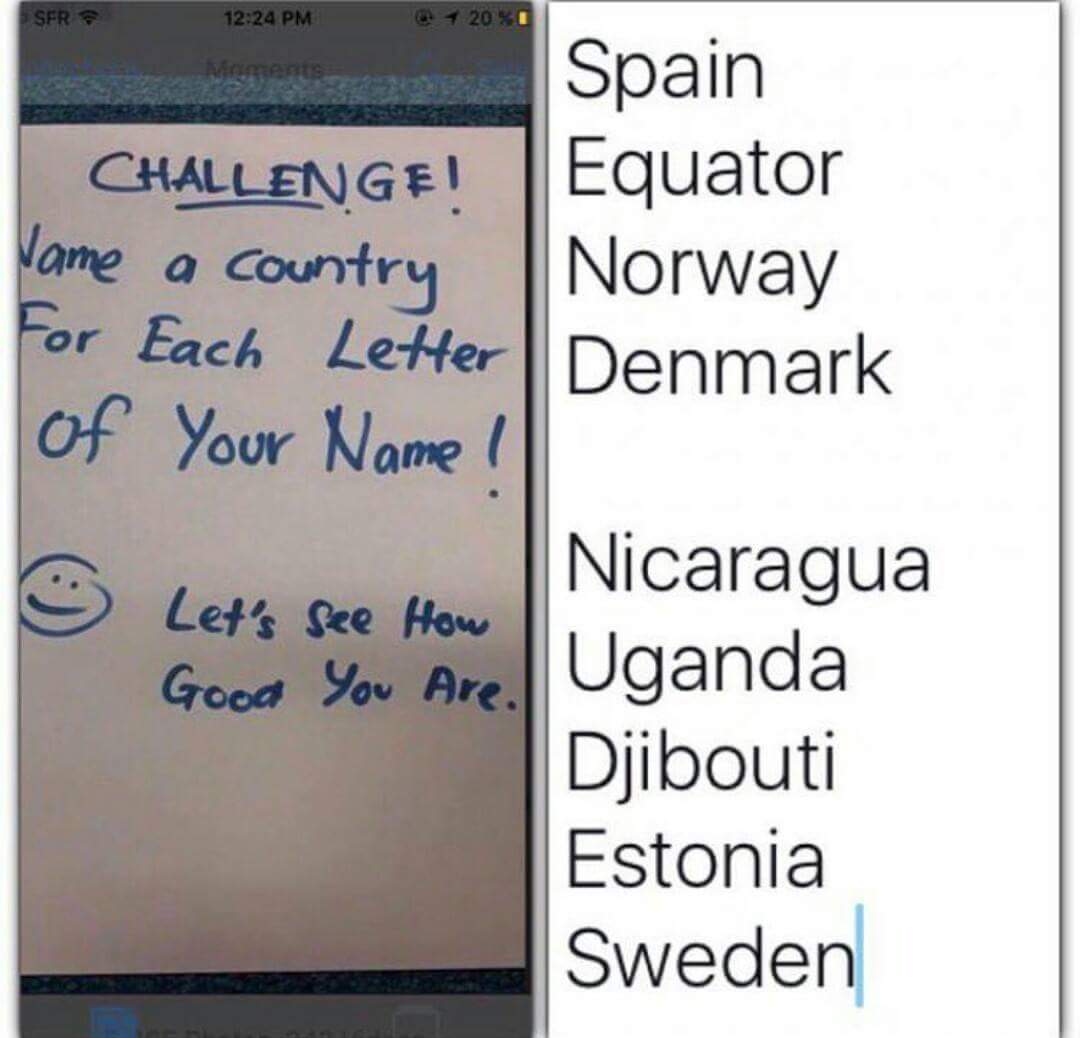 SFR 12:24 PM 20 %
Moments
CHALLENGE!
Name a country
For Each Letter
Of Your Name!
Let's See How
Good You Are.
Spain
Equator
Norway
Denmark
Nicaragua
Uganda
Djibouti
Estonia
Sweden